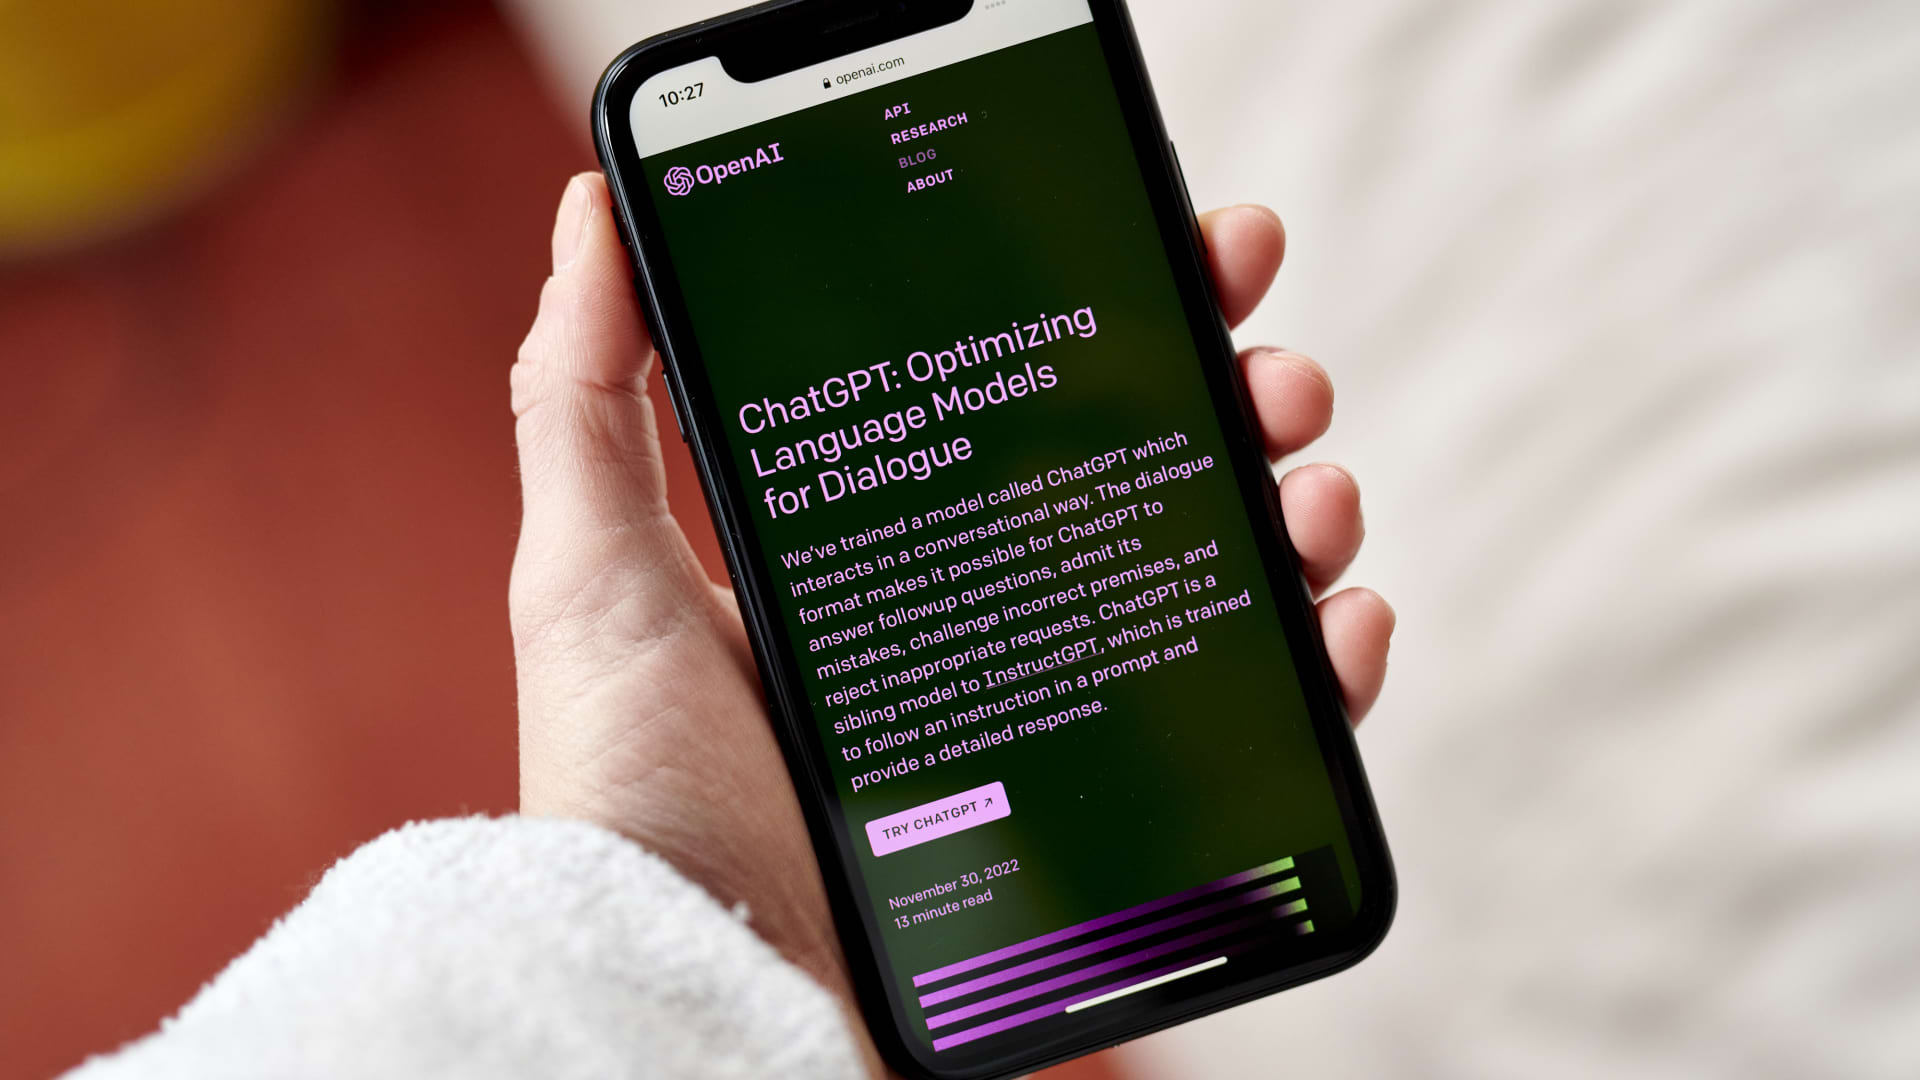 10:27
openai.com
OpenAI
API
RESEARCH
BLOG
ABOUT
ChatGPT: Optimizing
Language Models
for Dialogue
We've trained a model called ChatGPT which
interacts in a conversational way. The dialogue
format makes it possible for ChatGPT to
answer followup questions, admit its
mistakes, challenge incorrect premises, and
reject inappropriate requests. ChatGPT is a
sibling model to InstructGPT, which is trained
to follow an instruction in a prompt and
provide a detailed response.
TRY CHATGPT ↗
November 30, 2022
13 minute read